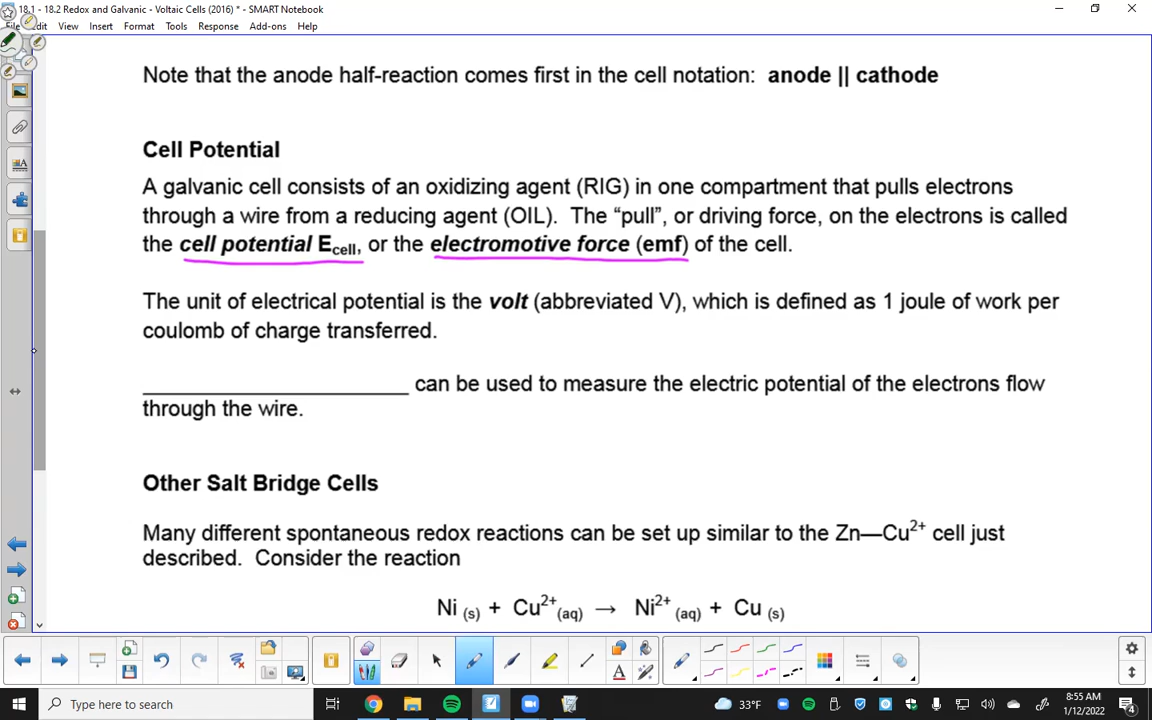 18.1 - 18.2 Redox and Galvanic - Voltaic Cells (2016) * - SMART Notebook
File Edit View Insert Format Tools Response Add-ons Help
Note that the anode half-reaction comes first in the cell notation: anode || cathode
Cell Potential
A galvanic cell consists of an oxidizing agent (RIG) in one compartment that pulls electrons
through a wire from a reducing agent (OIL). The “pull”, or driving force, on the electrons is called
the cell potential Ecell, or the electromotive force (emf) of the cell.
The unit of electrical potential is the volt (abbreviated V), which is defined as 1 joule of work per
coulomb of charge transferred.
______________________ can be used to measure the electric potential of the electrons flow
through the wire.
Other Salt Bridge Cells
Many different spontaneous redox reactions can be set up similar to the Zn—Cu²⁺ cell just
described. Consider the reaction
Ni (s) + Cu²⁺ (aq) → Ni²⁺ (aq) + Cu (s)
Type here to search
33°F
8:55 AM
1/12/2022
4